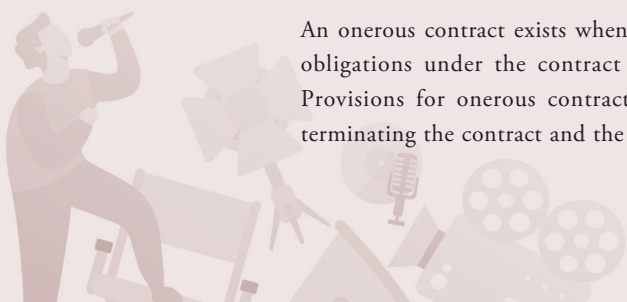 An onerous contract exists when
obligations under the contract
Provisions for onerous contract
terminating the contract and the